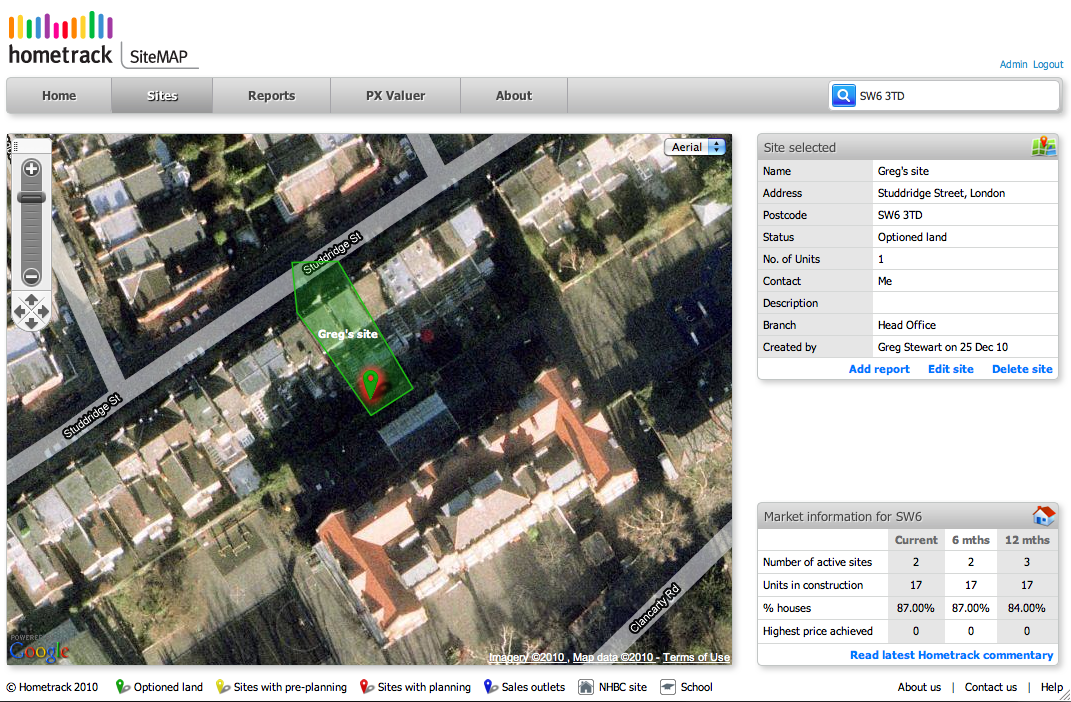 hometrack SiteMAP
Admin Logout
Home Sites Reports PX Valuer About
SW6 3TD
Aerial
Studdridge St
Greg's site
Studdridge St
Clancarty Rd
POWERED
Google
Imagery ©2010 , Map data ©2010 - Terms of Use
Site selected
Name Greg's site
Address Studdridge Street, London
Postcode SW6 3TD
Status Optioned land
No. of Units 1
Contact Me
Description
Branch Head Office
Created by Greg Stewart on 25 Dec 10
Add report Edit site Delete site
Market information for SW6
Current 6 mths 12 mths
Number of active sites 2 2 3
Units in construction 17 17 17
% houses 87.00% 87.00% 84.00%
Highest price achieved 0 0 0
Read latest Hometrack commentary
© Hometrack 2010 Optioned land Sites with pre-planning Sites with planning Sales outlets NHBC site School
About us | Contact us | Help